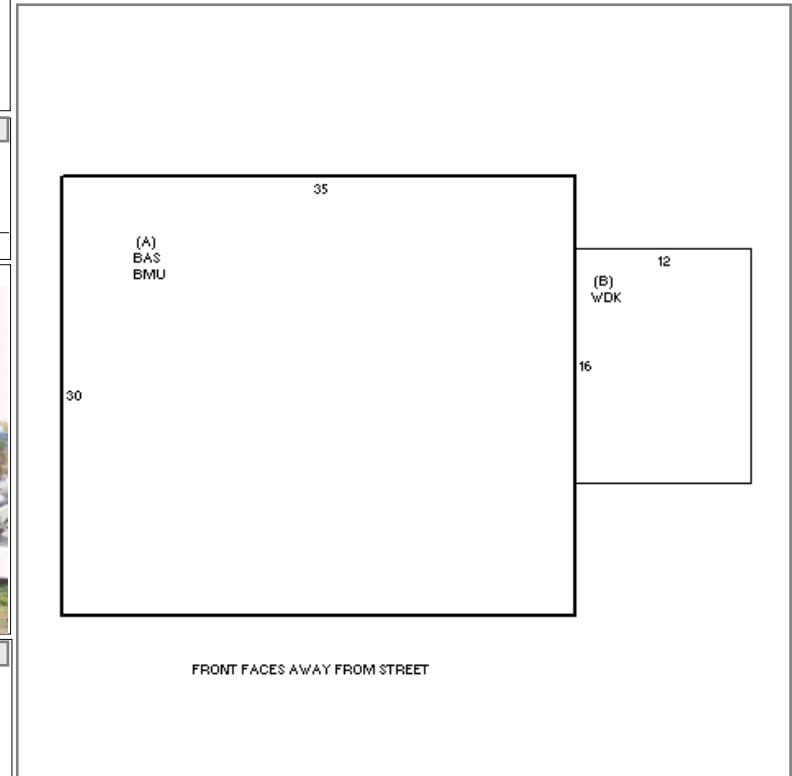 35
(A)
BAS
BMU
12
(B)
WDK
16
30
FRONT FACES AWAY FROM STREET